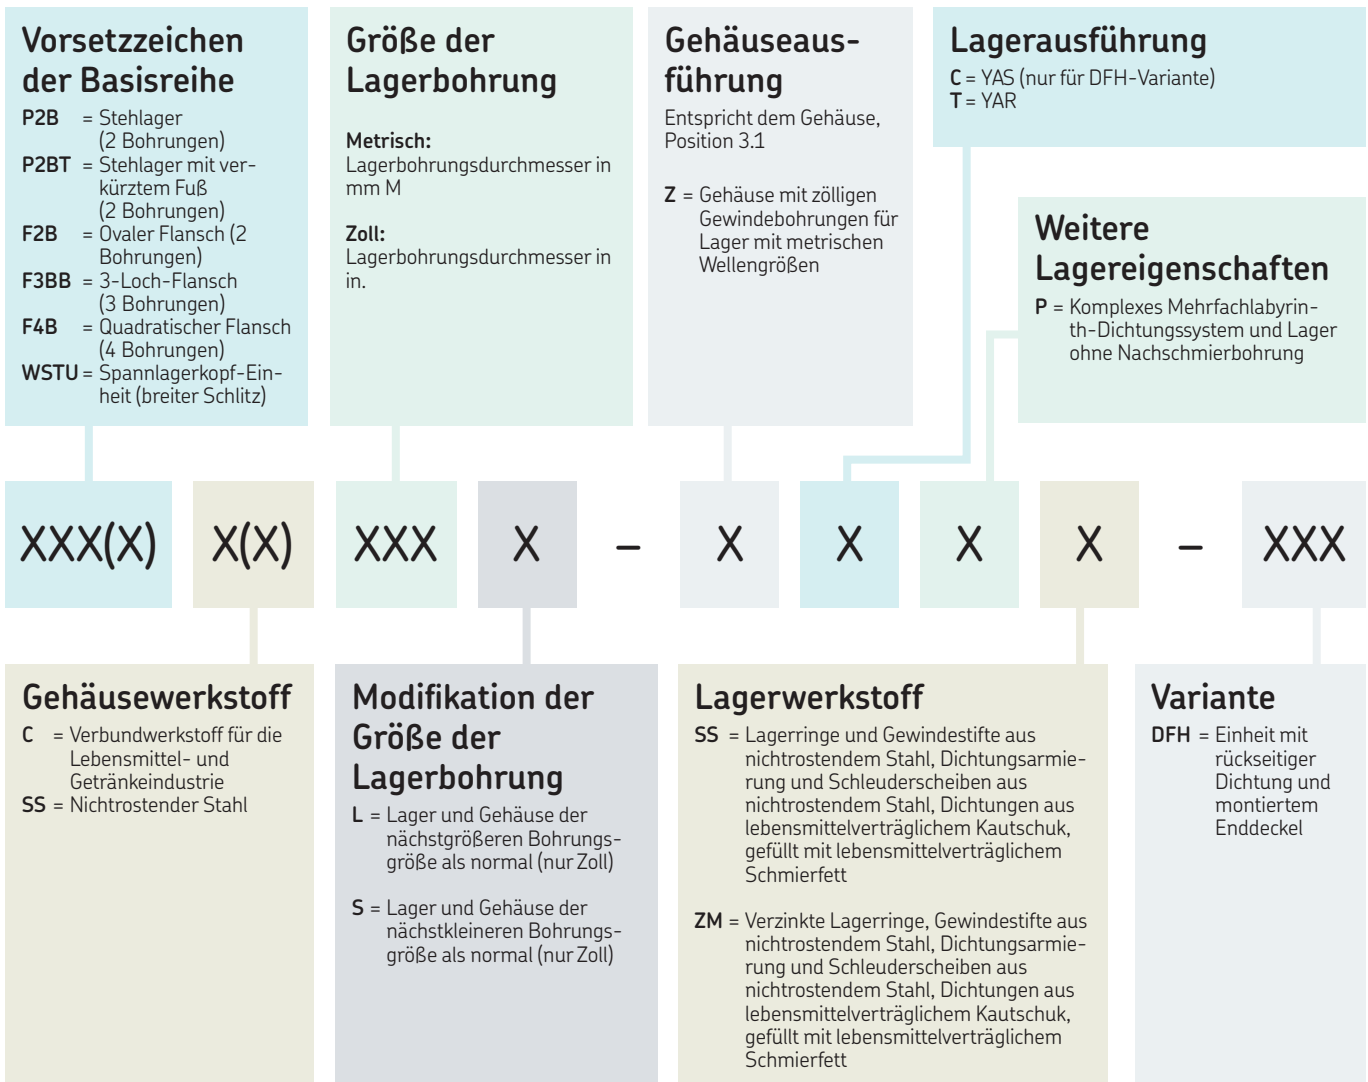 Vorsetzzeichen
der Basisreihe
P2B = Stehlager
(2 Bohrungen)
P2BT = Stehlager mit ver-
kürztem Fuß
(2 Bohrungen)
F2B = Ovaler Flansch (2
Bohrungen)
F3BB = 3-Loch-Flansch
(3 Bohrungen)
F4B = Quadratischer Flansch
(4 Bohrungen)
WSTU = Spannlagerkopf-Ein-
heit (breiter Schlitz)
Größe der
Lagerbohrung
Metrisch:
Lagerbohrungsdurchmesser in
mm M
Zoll:
Lagerbohrungsdurchmesser in
in.
Gehäuseaus-
führung
Entspricht dem Gehäuse,
Position 3.1
Z = Gehäuse mit zölligen
Gewindebohrungen für
Lager mit metrischen
Wellengrößen
Lagerausführung
C = YAS (nur für DFH-Variante)
T = YAR
Weitere
Lagereigenschaften
P = Komplexes Mehrfachlabyrin-
th-Dichtungssystem und Lager
ohne Nachschmierbohrung
XXX(X) X(X) XXX X – X X X X – XXX
Gehäusewerkstoff
C = Verbundwerkstoff für die
Lebensmittel- und
Getränkeindustrie
SS = Nichtrostender Stahl
Modifikation der
Größe der
Lagerbohrung
L = Lager und Gehäuse der
nächstgrößeren Bohrungs-
größe als normal (nur Zoll)
S = Lager und Gehäuse der
nächstkleineren Bohrungs-
größe als normal (nur Zoll)
Lagerwerkstoff
SS = Lagerringe und Gewindestifte aus
nichtrostendem Stahl, Dichtungsarmie-
rung und Schleuderscheiben aus
nichtrostendem Stahl, Dichtungen aus
lebensmittelverträglichem Kautschuk,
gefüllt mit lebensmittelverträglichem
Schmierfett
ZM = Verzinkte Lagerringe, Gewindestifte aus
nichtrostendem Stahl, Dichtungsarmie-
rung und Schleuderscheiben aus
nichtrostendem Stahl, Dichtungen aus
lebensmittelverträglichem Kautschuk,
gefüllt mit lebensmittelverträglichem
Schmierfett
Variante
DFH = Einheit mit
rückseitiger
Dichtung und
montiertem
Enddeckel